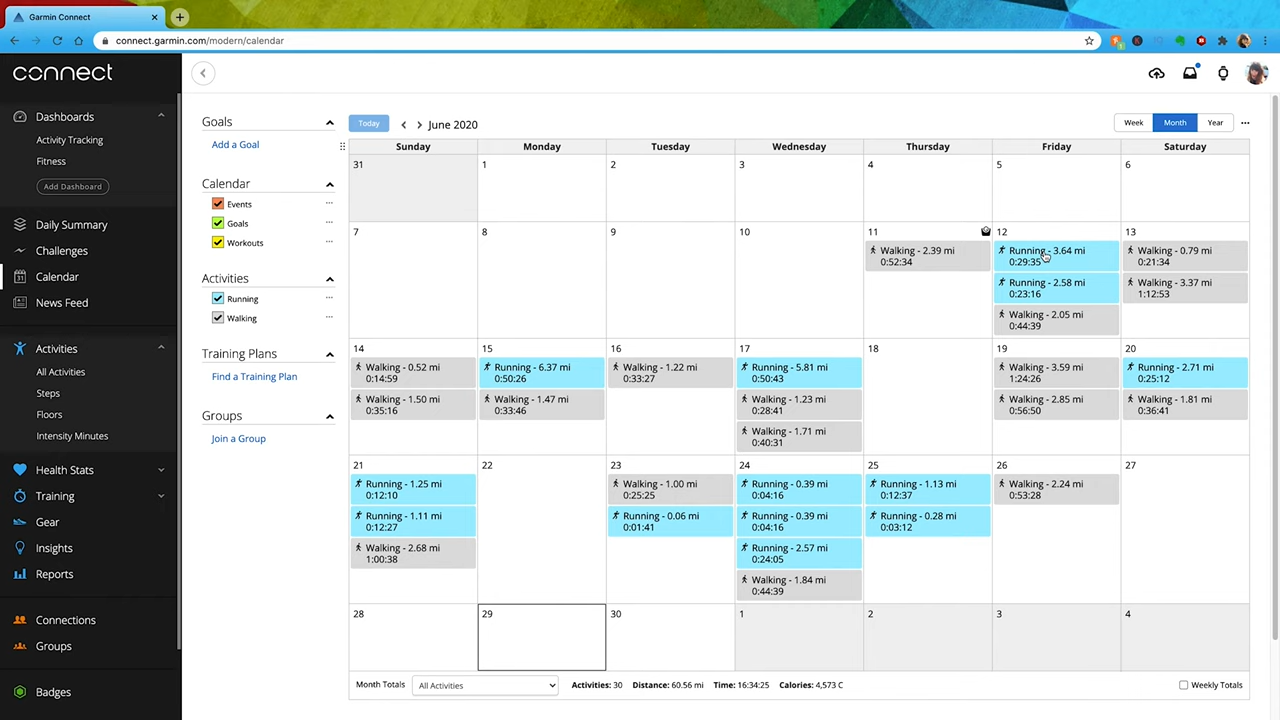 Garmin Connect
connect.garmin.com/modern/calendar
connect
Dashboards
Activity Tracking
Fitness
Add Dashboard
Daily Summary
Challenges
Calendar
News Feed
Activities
All Activities
Steps
Floors
Intensity Minutes
Health Stats
Training
Gear
Insights
Reports
Connections
Groups
Badges
Goals
Add a Goal
Calendar
Events
Goals
Workouts
Activities
Running
Walking
Training Plans
Find a Training Plan
Groups
Join a Group
Today June 2020 Week Month Year
Sunday Monday Tuesday Wednesday Thursday Friday Saturday
31 1 2 3 4 5 6
7 8 9 10 11 12 13
Walking - 2.39 mi
0:52:34
Running - 3.64 mi
0:29:35
Running - 2.58 mi
0:23:16
Walking - 2.05 mi
0:44:39
Walking - 0.79 mi
0:21:34
Walking - 3.37 mi
1:12:53
14 15 16 17 18 19 20
Walking - 0.52 mi
0:14:59
Walking - 1.50 mi
0:35:16
Running - 6.37 mi
0:50:26
Walking - 1.47 mi
0:33:46
Walking - 1.22 mi
0:33:27
Running - 5.81 mi
0:50:43
Walking - 1.23 mi
0:28:41
Walking - 1.71 mi
0:40:31
Walking - 3.59 mi
1:24:26
Walking - 2.85 mi
0:56:50
Running - 2.71 mi
0:25:12
Walking - 1.81 mi
0:36:41
21 22 23 24 25 26 27
Running - 1.25 mi
0:12:10
Running - 1.11 mi
0:12:27
Walking - 2.68 mi
1:00:38
Walking - 1.00 mi
0:25:25
Running - 0.06 mi
0:01:41
Running - 0.39 mi
0:04:16
Running - 0.39 mi
0:04:16
Running - 2.57 mi
0:24:05
Walking - 1.84 mi
0:44:39
Running - 1.13 mi
0:12:37
Running - 0.28 mi
0:03:12
Walking - 2.24 mi
0:53:28
28 29 30 1 2 3 4
Month Totals All Activities Activities: 30 Distance: 60.56 mi Time: 16:34:25 Calories: 4,573 C Weekly Totals